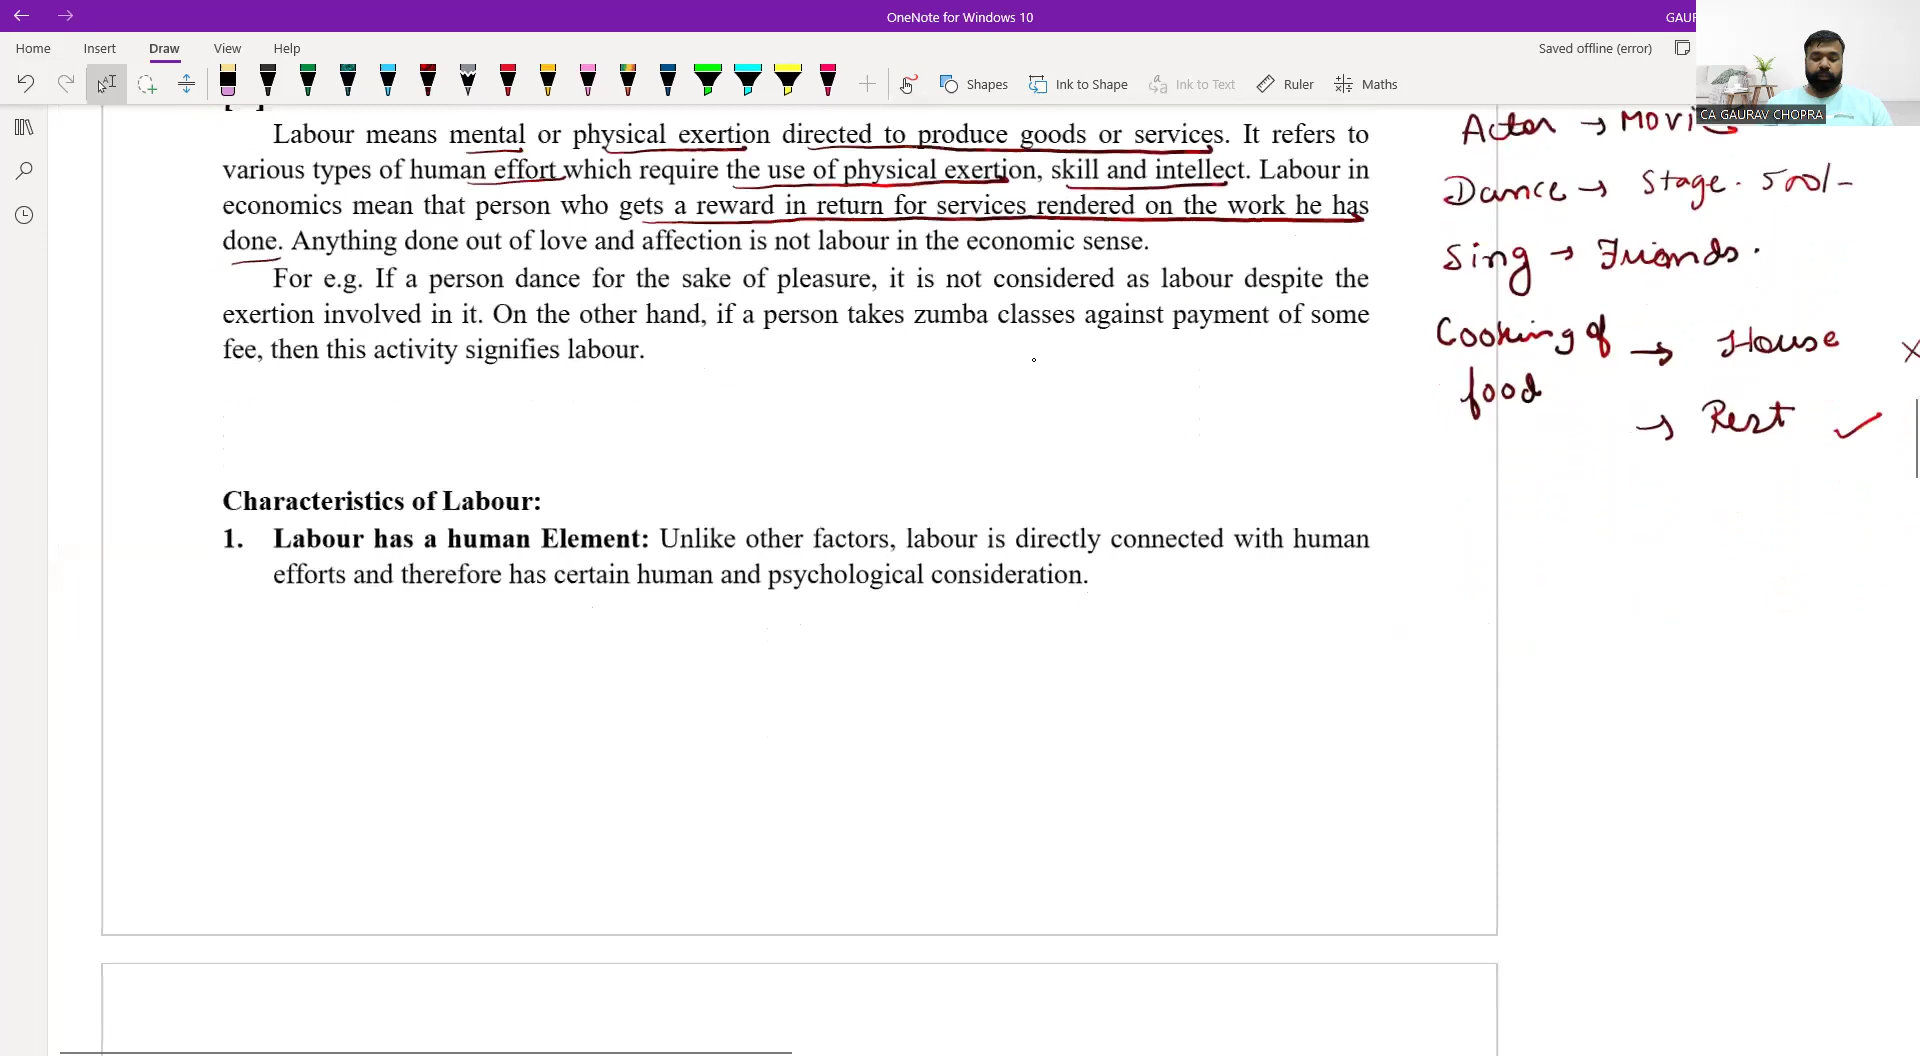 OneNote for Windows 10
GAUR
Home Insert Draw View Help
Saved offline (error)
Shapes Ink to Shape Ink to Text Ruler Maths
CA GAURAV CHOPRA
Labour means mental or physical exertion directed to produce goods or services. It refers to
various types of human effort which require the use of physical exertion, skill and intellect. Labour in
economics mean that person who gets a reward in return for services rendered on the work he has
done. Anything done out of love and affection is not labour in the economic sense.
For e.g. If a person dance for the sake of pleasure, it is not considered as labour despite the
exertion involved in it. On the other hand, if a person takes zumba classes against payment of some
fee, then this activity signifies labour.
Characteristics of Labour:
1. Labour has a human Element: Unlike other factors, labour is directly connected with human
efforts and therefore has certain human and psychological consideration.
Actor → Movi
Dance → Stage. 500/-
Sing → Friends.
Cooking of → House ×
food
→ Rest ✓